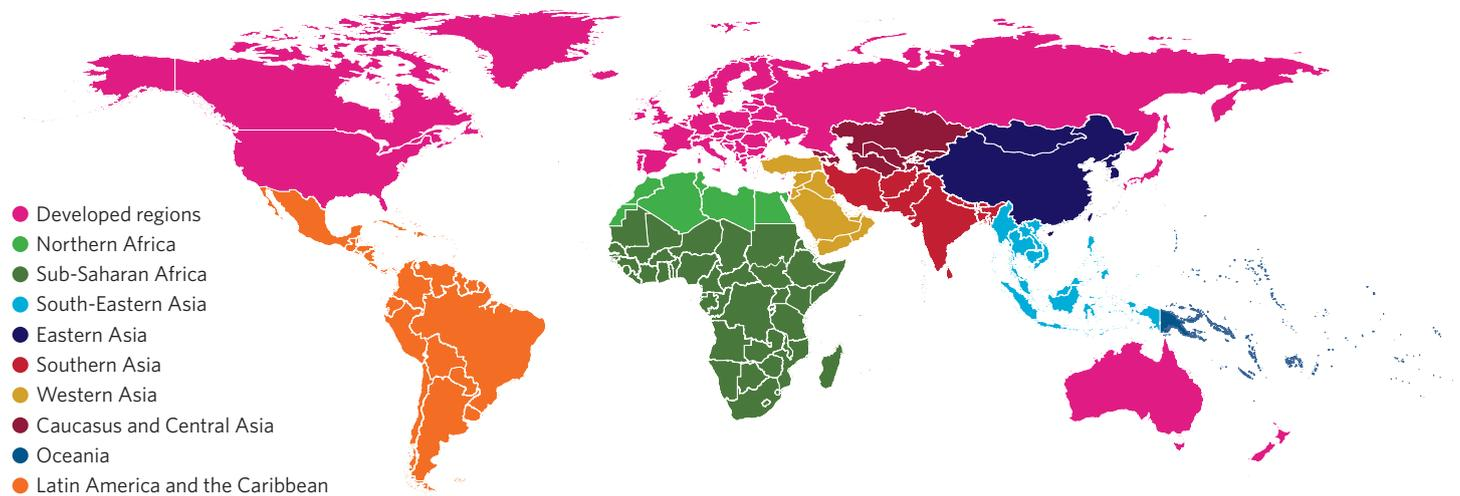 Developed regions
Northern Africa
Sub-Saharan Africa
South-Eastern Asia
Eastern Asia
Southern Asia
Western Asia
Caucasus and Central Asia
Oceania
Latin America and the Caribbean